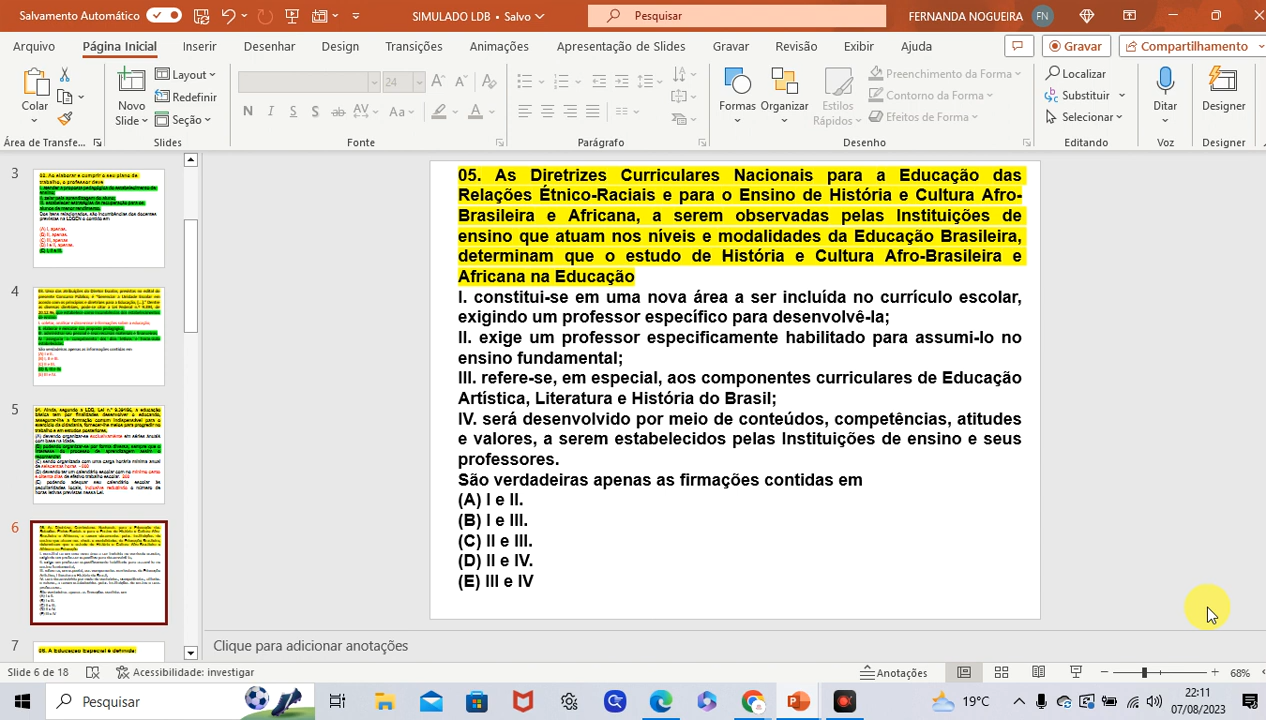 Salvamento Automático
SIMULADO LDB • Salvo
Pesquisar
FERNANDA NOGUEIRA
FN
Arquivo
Página Inicial
Inserir
Desenhar
Design
Transições
Animações
Apresentação de Slides
Gravar
Revisão
Exibir
Ajuda
Gravar
Compartilhamento
Colar
Novo
Slide
Layout
Redefinir
Seção
24
N I S S ab AV Aa A A
Formas
Organizar
Estilos
Rápidos
Preenchimento da Forma
Contorno da Forma
Efeitos de Forma
Localizar
Substituir
Selecionar
Ditar
Designer
Área de Transfe...
Slides
Fonte
Parágrafo
Desenho
Editando
Voz
Designer
3
4
5
6
7
05. As Diretrizes Curriculares Nacionais para a Educação das
Relações Étnico-Raciais e para o Ensino de História e Cultura Afro-
Brasileira e Africana, a serem observadas pelas Instituições de
ensino que atuam nos níveis e modalidades da Educação Brasileira,
determinam que o estudo de História e Cultura Afro-Brasileira e
Africana na Educação
I. constitui-se em uma nova área a ser incluída no currículo escolar,
exigindo um professor específico para desenvolvê-la;
II. exige um professor especificamente habilitado para assumi-lo no
ensino fundamental;
III. refere-se, em especial, aos componentes curriculares de Educação
Artística, Literatura e História do Brasil;
IV. será desenvolvido por meio de conteúdos, competências, atitudes
e valores, a serem estabelecidos pelas Instituições de ensino e seus
professores.
São verdadeiras apenas as firmações contidas em
(A) I e II.
(B) I e III.
(C) II e III.
(D) II e IV.
(E) III e IV
Clique para adicionar anotações
Slide 6 de 18
Acessibilidade: investigar
Anotações
68%
Pesquisar
19°C
22:11
07/08/2023